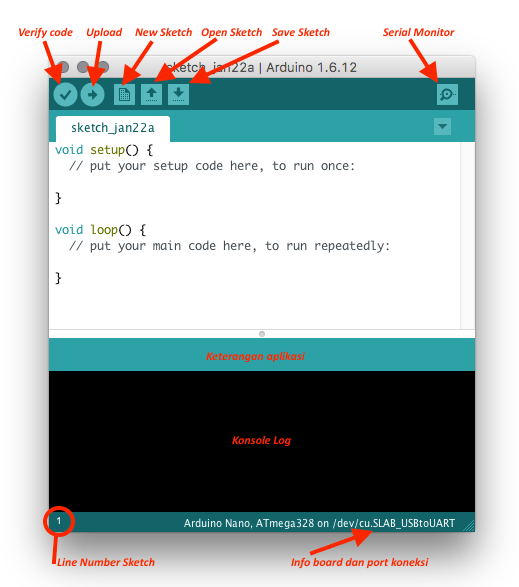 Verify code Upload New Sketch Open Sketch Save Sketch Serial Monitor
sketch_jan22a | Arduino 1.6.12
sketch_jan22a
void setup() {
// put your setup code here, to run once:
}
void loop() {
// put your main code here, to run repeatedly:
}
Keterangan aplikasi
Konsole Log
1
Arduino Nano, ATmega328 on /dev/cu.SLAB_USBtoUART
Line Number Sketch
Info board dan port koneksi